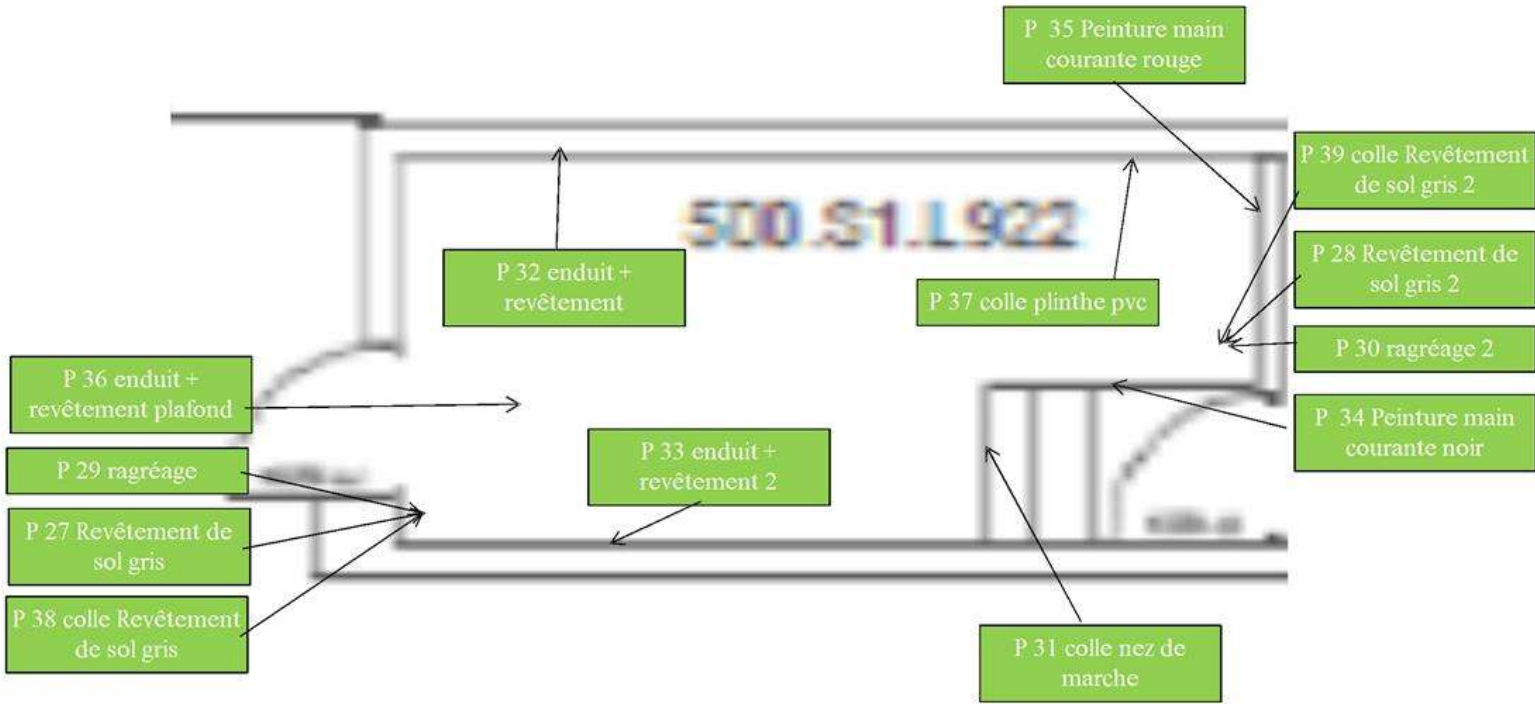 P 35 Peinture main
courante rouge
P 39 colle Revêtement
de sol gris 2
500.S1.L922
P 32 enduit +
revêtement
P 37 colle plinthe pvc
P 28 Revêtement de
sol gris 2
P 30 ragréage 2
P 36 enduit +
revêtement plafond
P 34 Peinture main
courante noir
P 33 enduit +
revêtement 2
P 29 ragréage
P 27 Revêtement de
sol gris
P 38 colle Revêtement
de sol gris
P 31 colle nez de
marche